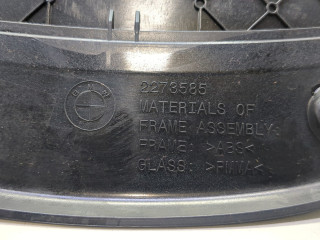 2273585
MATERIALS OF
FRAME ASSEMBLY:
FRAME: >ABS<
GLASS: >PMMA<